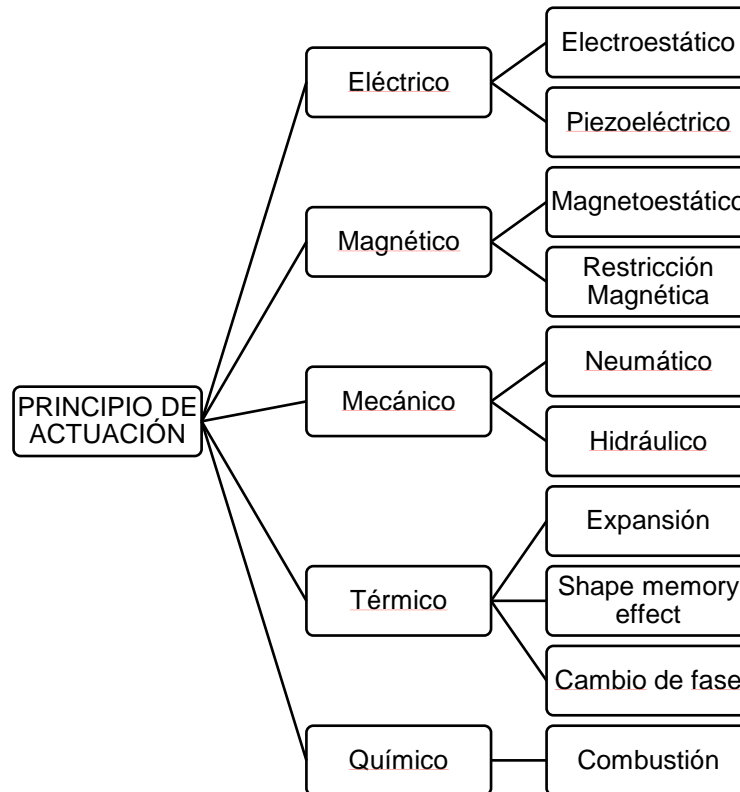 PRINCIPIO DE
ACTUACIÓN
Eléctrico
Electroestático
Piezoeléctrico
Magnético
Magnetoestático
Restricción
Magnética
Mecánico
Neumático
Hidráulico
Térmico
Expansión
Shape memory
effect
Cambio de fase
Químico
Combustión